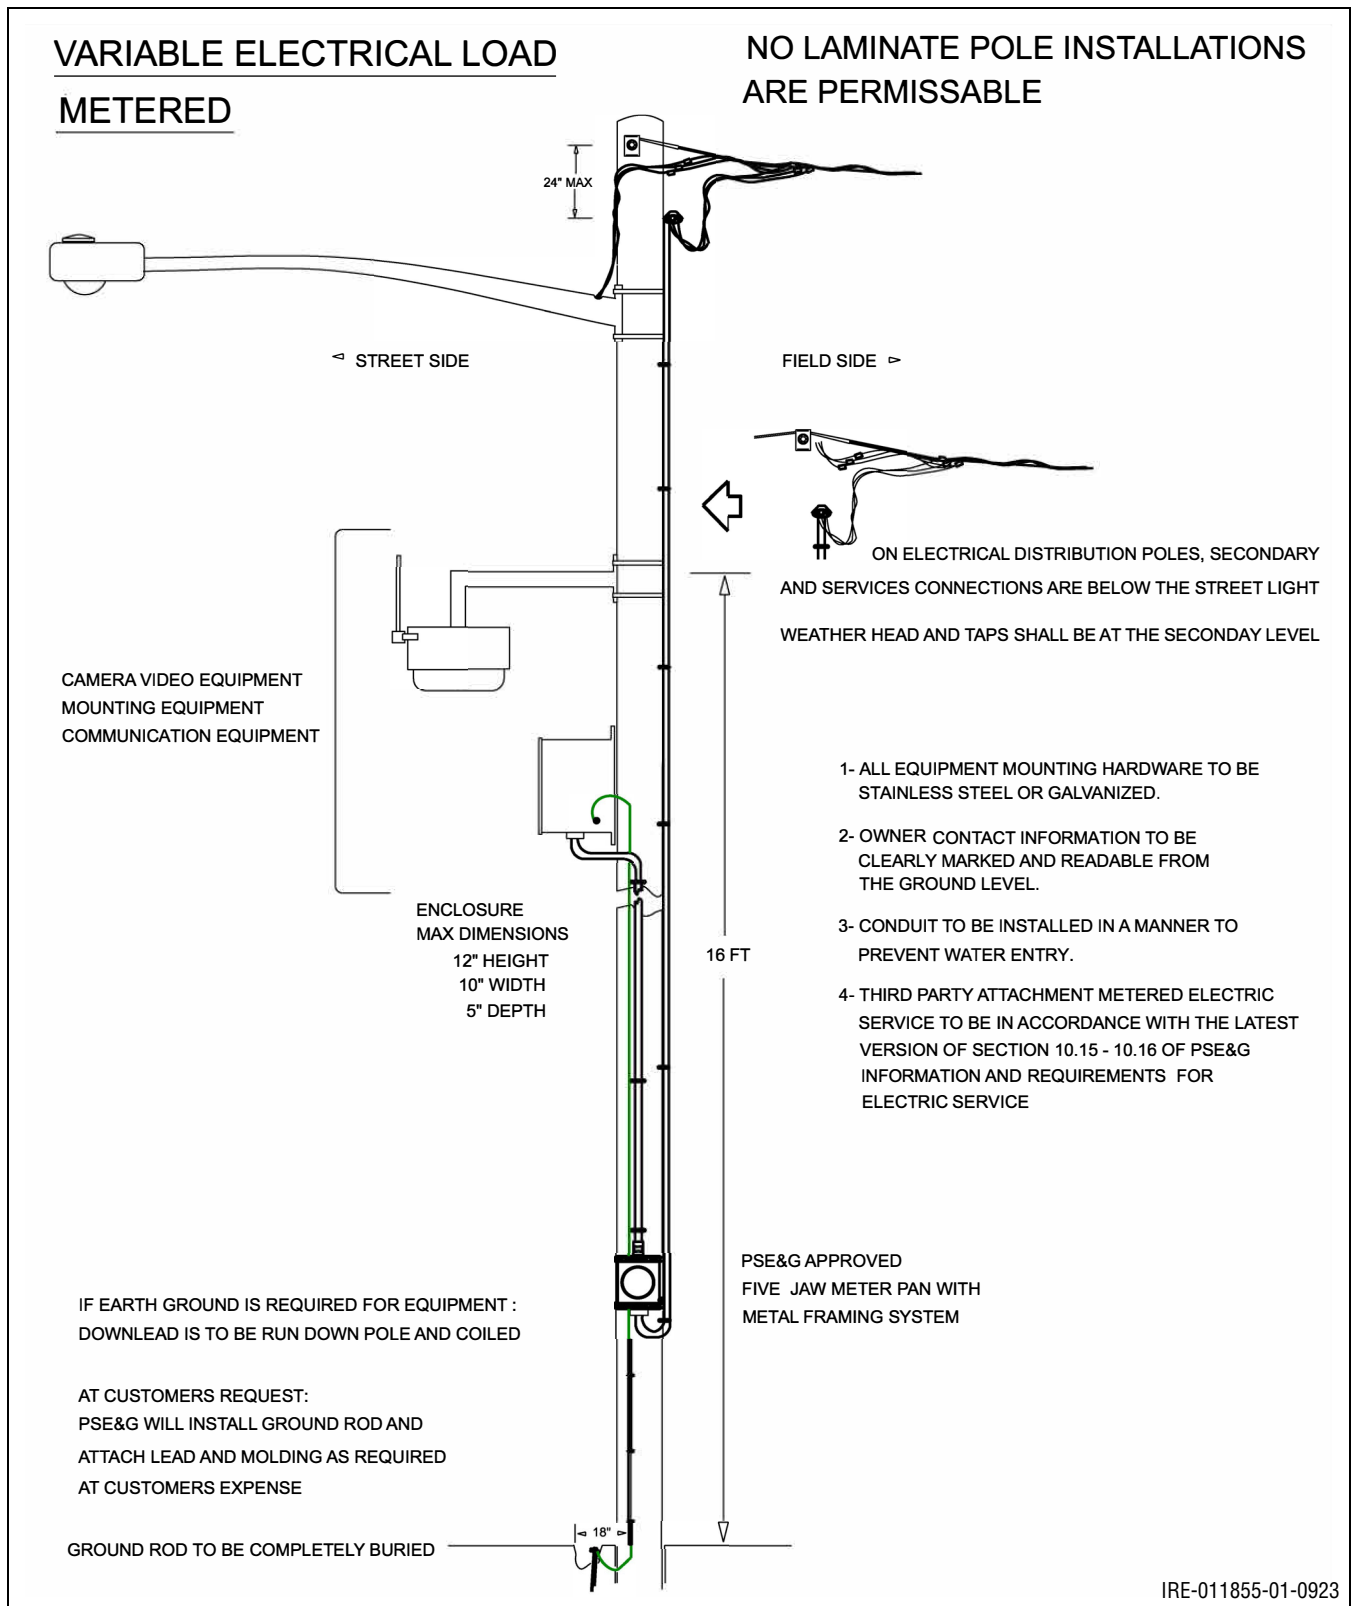 VARIABLE ELECTRICAL LOAD
METERED
NO LAMINATE POLE INSTALLATIONS
ARE PERMISSABLE
24" MAX
STREET SIDE
FIELD SIDE
ON ELECTRICAL DISTRIBUTION POLES, SECONDARY
AND SERVICES CONNECTIONS ARE BELOW THE STREET LIGHT
WEATHER HEAD AND TAPS SHALL BE AT THE SECONDAY LEVEL
CAMERA VIDEO EQUIPMENT
MOUNTING EQUIPMENT
COMMUNICATION EQUIPMENT
1- ALL EQUIPMENT MOUNTING HARDWARE TO BE
STAINLESS STEEL OR GALVANIZED.
2- OWNER CONTACT INFORMATION TO BE
CLEARLY MARKED AND READABLE FROM
THE GROUND LEVEL.
3- CONDUIT TO BE INSTALLED IN A MANNER TO
PREVENT WATER ENTRY.
4- THIRD PARTY ATTACHMENT METERED ELECTRIC
SERVICE TO BE IN ACCORDANCE WITH THE LATEST
VERSION OF SECTION 10.15 - 10.16 OF PSE&G
INFORMATION AND REQUIREMENTS FOR
ELECTRIC SERVICE
ENCLOSURE
MAX DIMENSIONS
12" HEIGHT
10" WIDTH
5" DEPTH
16 FT
PSE&G APPROVED
FIVE JAW METER PAN WITH
METAL FRAMING SYSTEM
IF EARTH GROUND IS REQUIRED FOR EQUIPMENT :
DOWNLEAD IS TO BE RUN DOWN POLE AND COILED
AT CUSTOMERS REQUEST:
PSE&G WILL INSTALL GROUND ROD AND
ATTACH LEAD AND MOLDING AS REQUIRED
AT CUSTOMERS EXPENSE
18"
GROUND ROD TO BE COMPLETELY BURIED
IRE-011855-01-0923